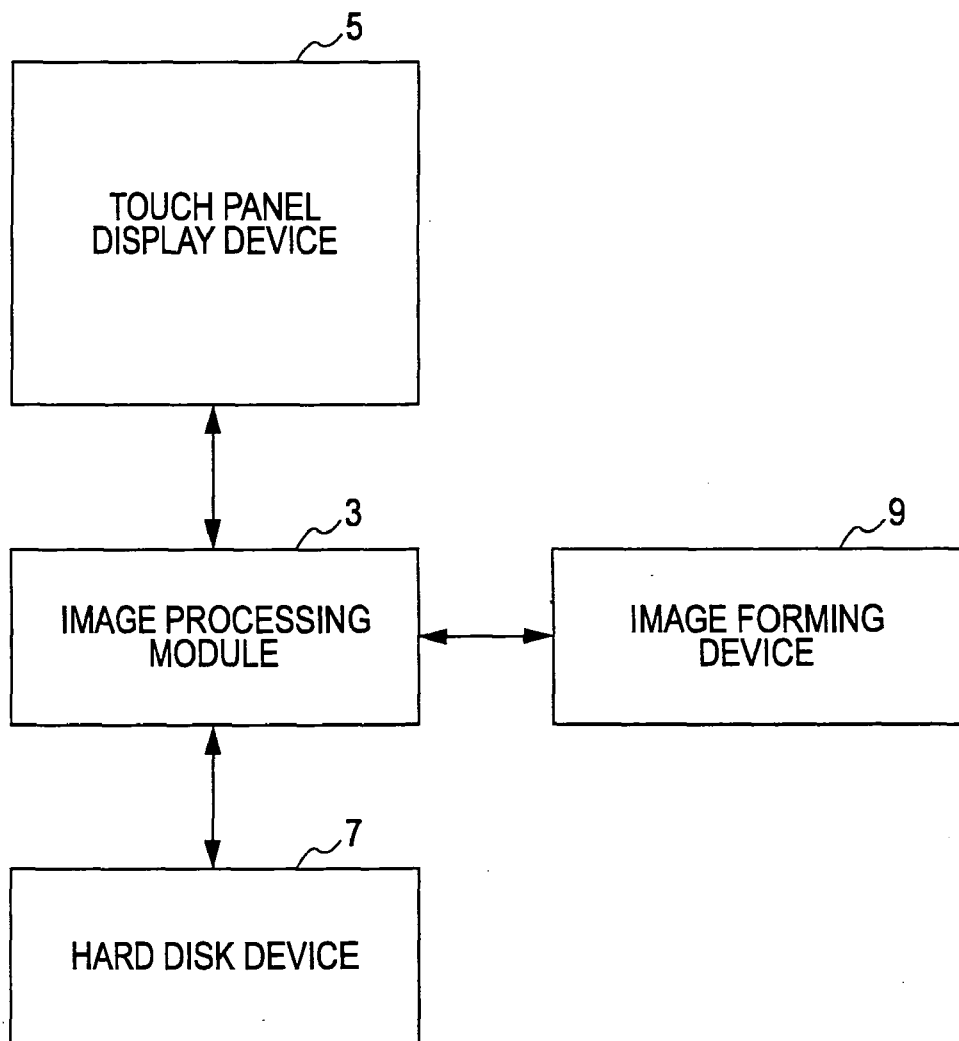 5
TOUCH PANEL
DISPLAY DEVICE
3
IMAGE PROCESSING
MODULE
9
IMAGE FORMING
DEVICE
7
HARD DISK DEVICE